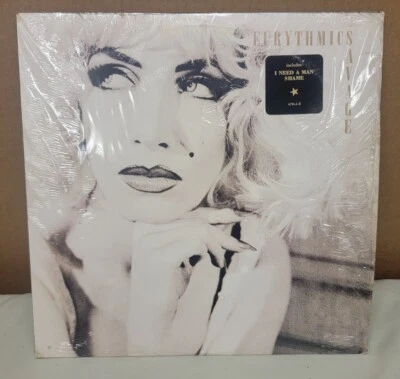 EURYTHMICS
SAVAGE
includes
I NEED A MAN
SHAME